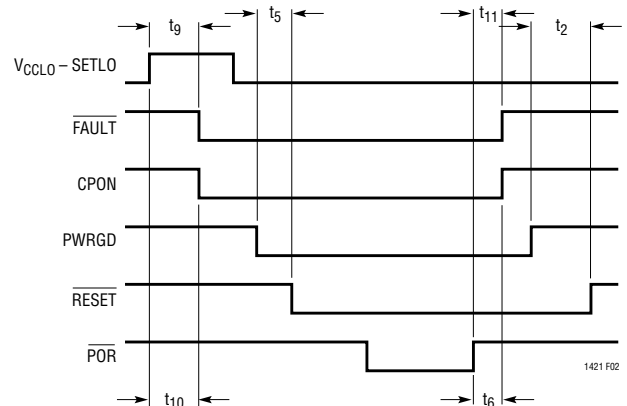 t9 t5 t11 t2
VCCLO – SETLO
FAULT
CPON
PWRGD
RESET
POR
1421 F02
t10 t6